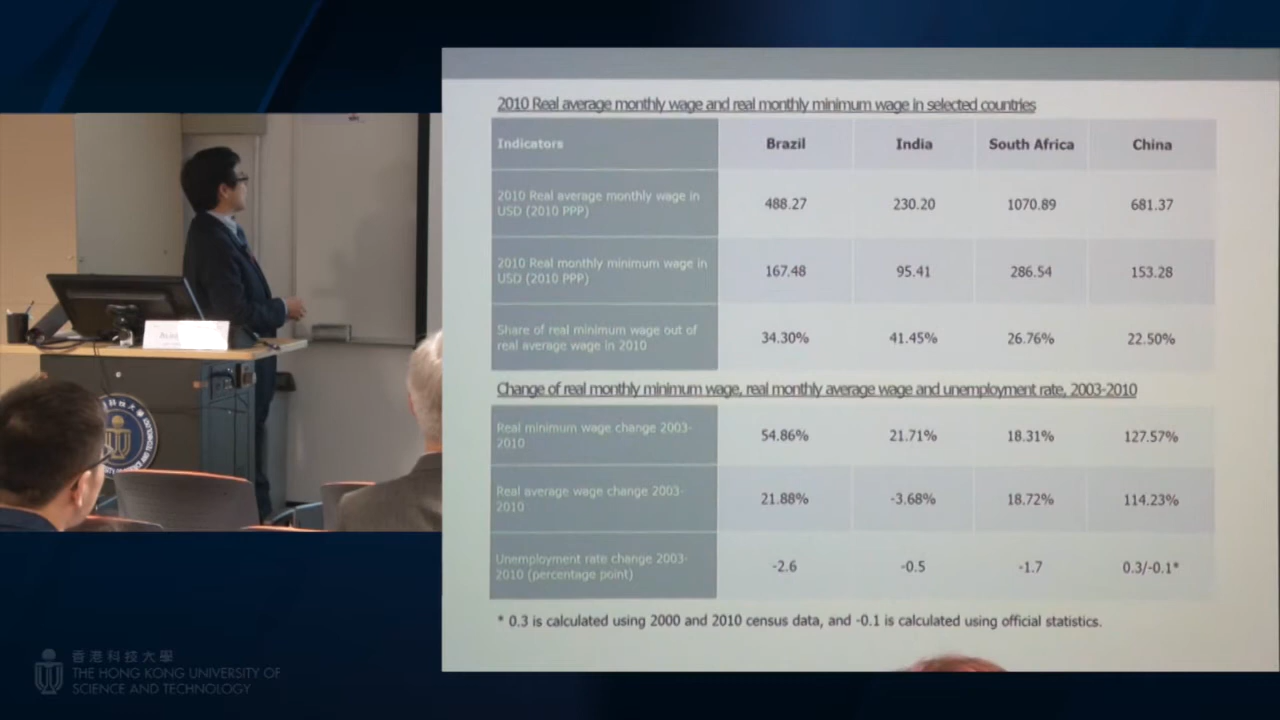 2010 Real average monthly wage and real monthly minimum wage in selected countries
Indicators Brazil India South Africa China
2010 Real average monthly wage in
USD (2010 PPP) 488.27 230.20 1070.89 681.37
2010 Real monthly minimum wage in
USD (2010 PPP) 167.48 95.41 286.54 153.28
Share of real minimum wage out of
real average wage in 2010 34.30% 41.45% 26.76% 22.50%
Change of real monthly minimum wage, real monthly average wage and unemployment rate, 2003-2010
Real minimum wage change 2003-
2010 54.86% 21.71% 18.31% 127.57%
Real average wage change 2003-
2010 21.88% -3.68% 18.72% 114.23%
Unemployment rate change 2003-
2010 (percentage point) -2.6 -0.5 -1.7 0.3/-0.1*
* 0.3 is calculated using 2000 and 2010 census data, and -0.1 is calculated using official statistics.
香港科技大學
THE HONG KONG UNIVERSITY OF
SCIENCE AND TECHNOLOGY